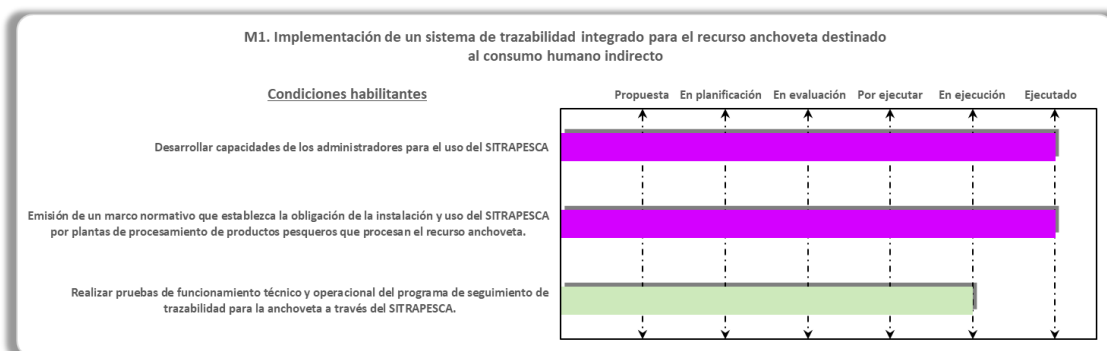 M1. Implementación de un sistema de trazabilidad integrado para el recurso anchoveta destinado
al consumo humano indirecto
Condiciones habilitantes
Propuesta En planificación En evaluación Por ejecutar En ejecución Ejecutado
Desarrollar capacidades de los administradores para el uso del SITRAPESCA
Emisión de un marco normativo que establezca la obligación de la instalación y uso del SITRAPESCA
por plantas de procesamiento de productos pesqueros que procesan el recurso anchoveta.
Realizar pruebas de funcionamiento técnico y operacional del programa de seguimiento de
trazabilidad para la anchoveta a través del SITRAPESCA.